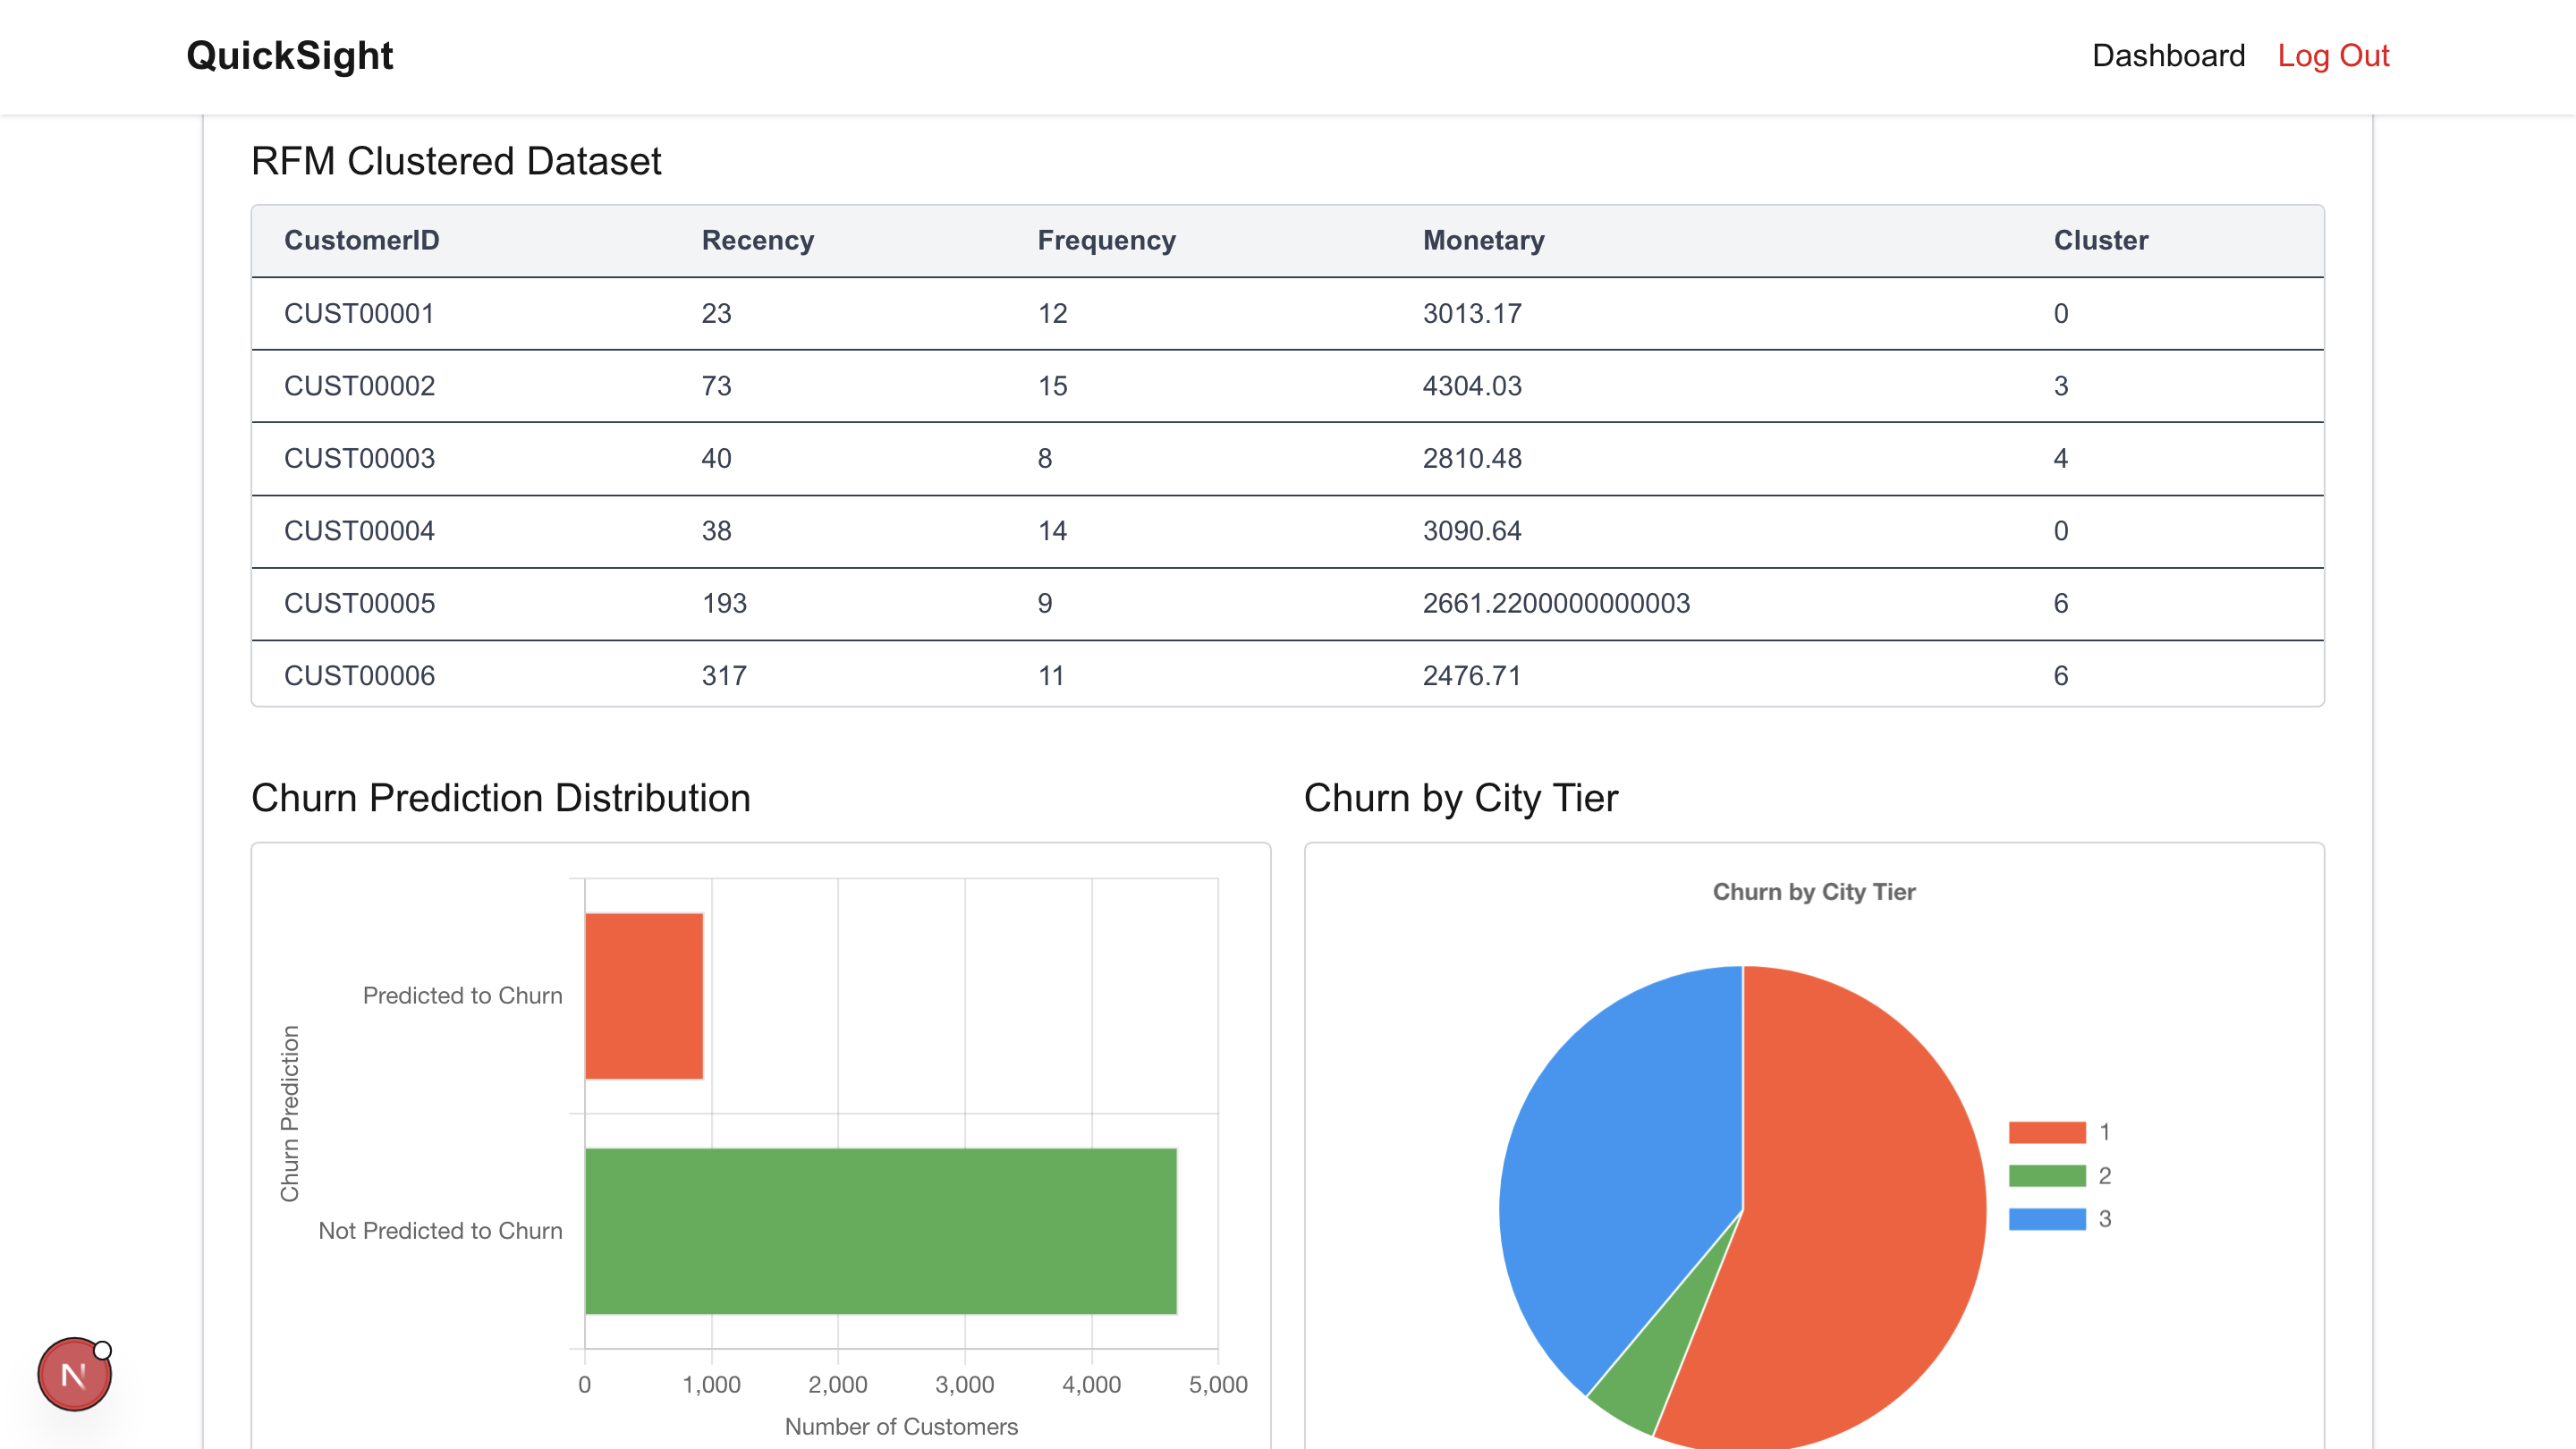 QuickSight Dashboard Log Out
RFM Clustered Dataset
CustomerID Recency Frequency Monetary Cluster
CUST00001 23 12 3013.17 0
CUST00002 73 15 4304.03 3
CUST00003 40 8 2810.48 4
CUST00004 38 14 3090.64 0
CUST00005 193 9 2661.2200000000003 6
CUST00006 317 11 2476.71 6
Churn Prediction Distribution
Churn Prediction
Predicted to Churn
Not Predicted to Churn
0 1,000 2,000 3,000 4,000 5,000
Number of Customers
Churn by City Tier
Churn by City Tier
1
2
3
N